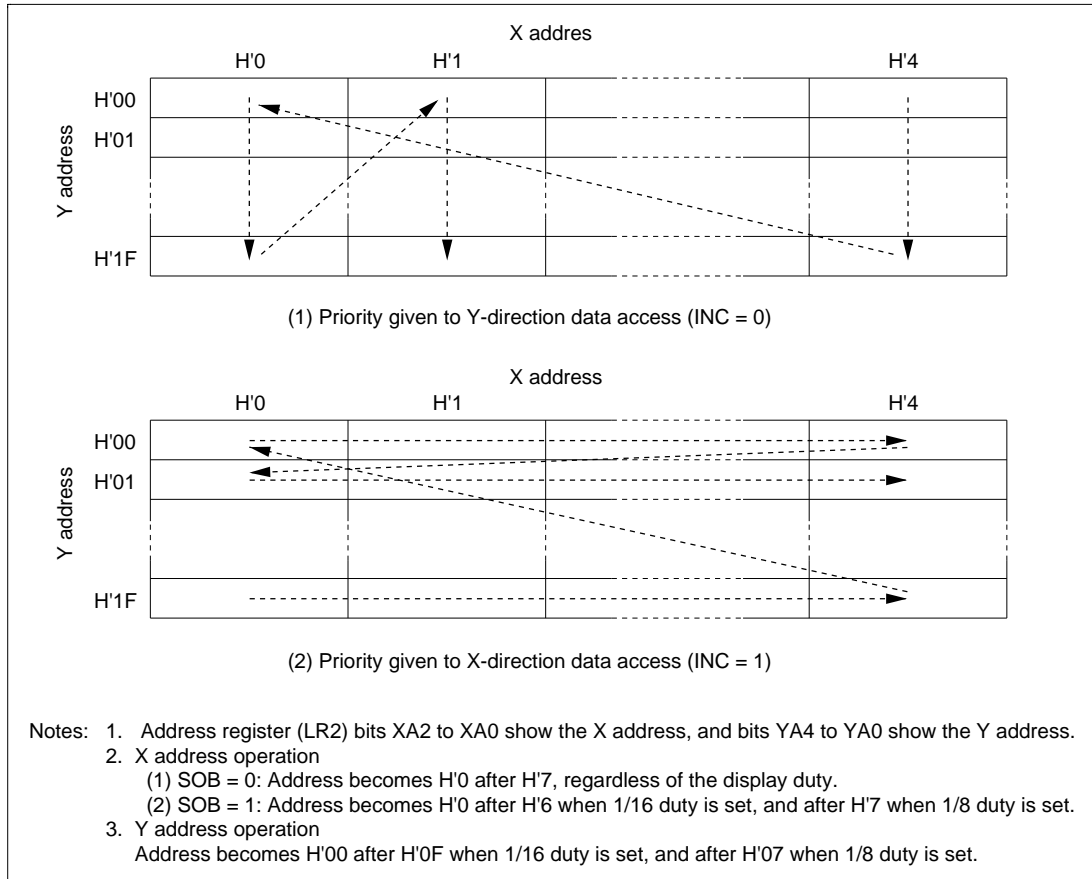 X addres
H'0 H'1 H'4
H'00
H'01
Y address
H'1F
(1) Priority given to Y-direction data access (INC = 0)
X address
H'0 H'1 H'4
H'00
H'01
Y address
H'1F
(2) Priority given to X-direction data access (INC = 1)
Notes: 1. Address register (LR2) bits XA2 to XA0 show the X address, and bits YA4 to YA0 show the Y address.
2. X address operation
(1) SOB = 0: Address becomes H'0 after H'7, regardless of the display duty.
(2) SOB = 1: Address becomes H'0 after H'6 when 1/16 duty is set, and after H'7 when 1/8 duty is set.
3. Y address operation
Address becomes H'00 after H'0F when 1/16 duty is set, and after H'07 when 1/8 duty is set.